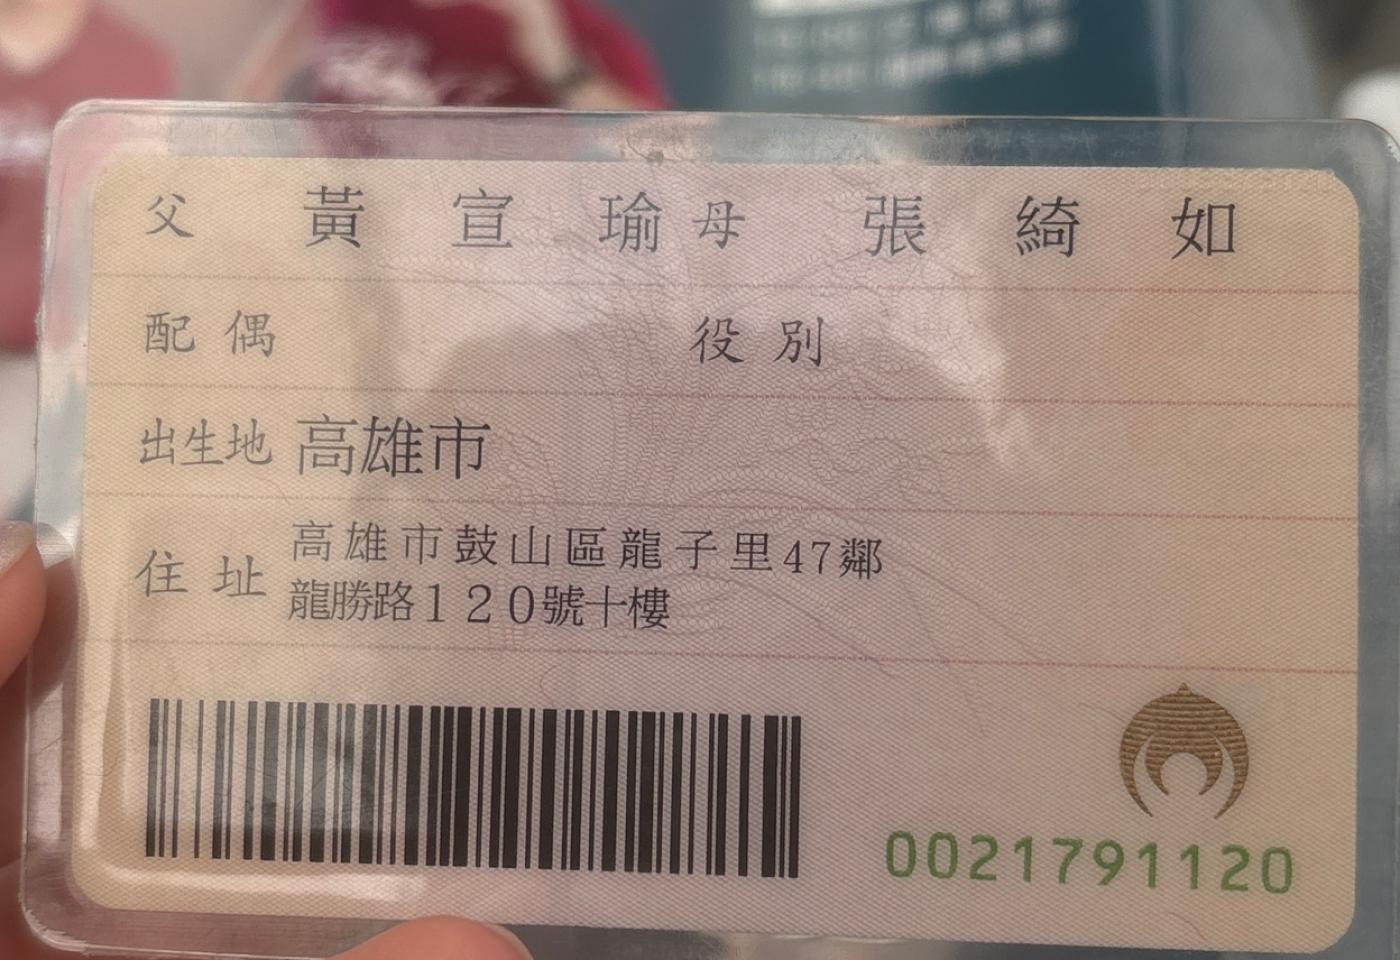 父 黃宣瑜 母 張綺如
配偶 役別
出生地 高雄市
住址 高雄市鼓山區龍子里47鄰
龍勝路120號十樓
0021791120